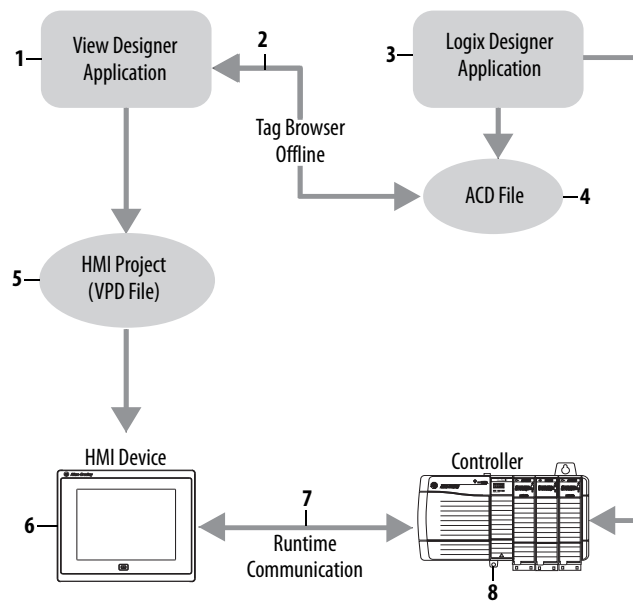 1
View Designer
Application
2
3
Logix Designer
Application
Tag Browser
Offline
ACD File
4
5
HMI Project
(VPD File)
HMI Device
Controller
6
7
Runtime
Communication
8